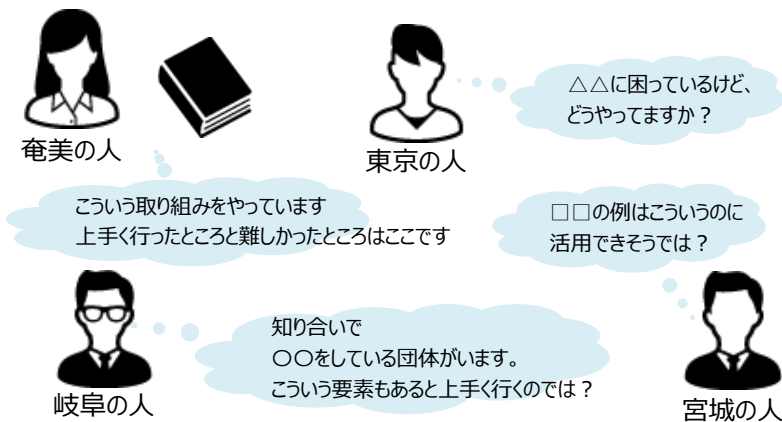 奄美の人
東京の人
△△に困っているけど、
どうやってますか？
こういう取り組みをやっています
上手く行ったところと難しかったところはここです
□□の例はこういうのに
活用できそうでは？
岐阜の人
知り合いで
〇〇をしている団体がいます。
こういう要素もあると上手く行くのでは？
宮城の人